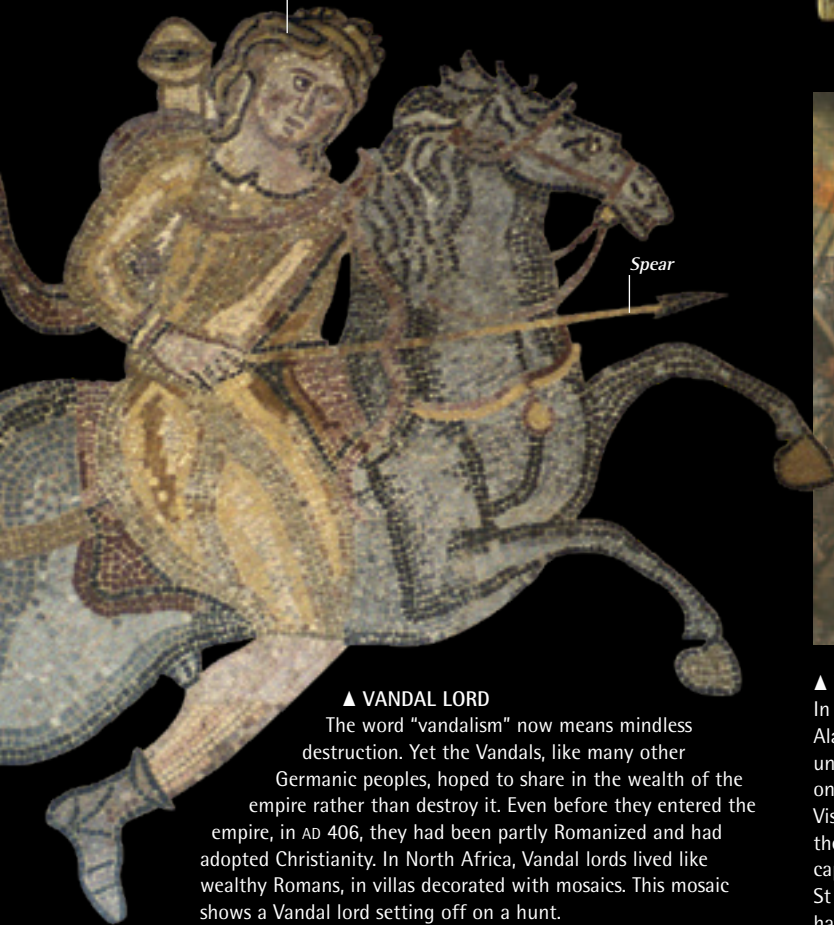 Spear
▲ VANDAL LORD
The word “vandalism” now means mindless
destruction. Yet the Vandals, like many other
Germanic peoples, hoped to share in the wealth of the
empire rather than destroy it. Even before they entered the
empire, in AD 406, they had been partly Romanized and had
adopted Christianity. In North Africa, Vandal lords lived like
wealthy Romans, in villas decorated with mosaics. This mosaic
shows a Vandal lord setting off on a hunt.
▲
In